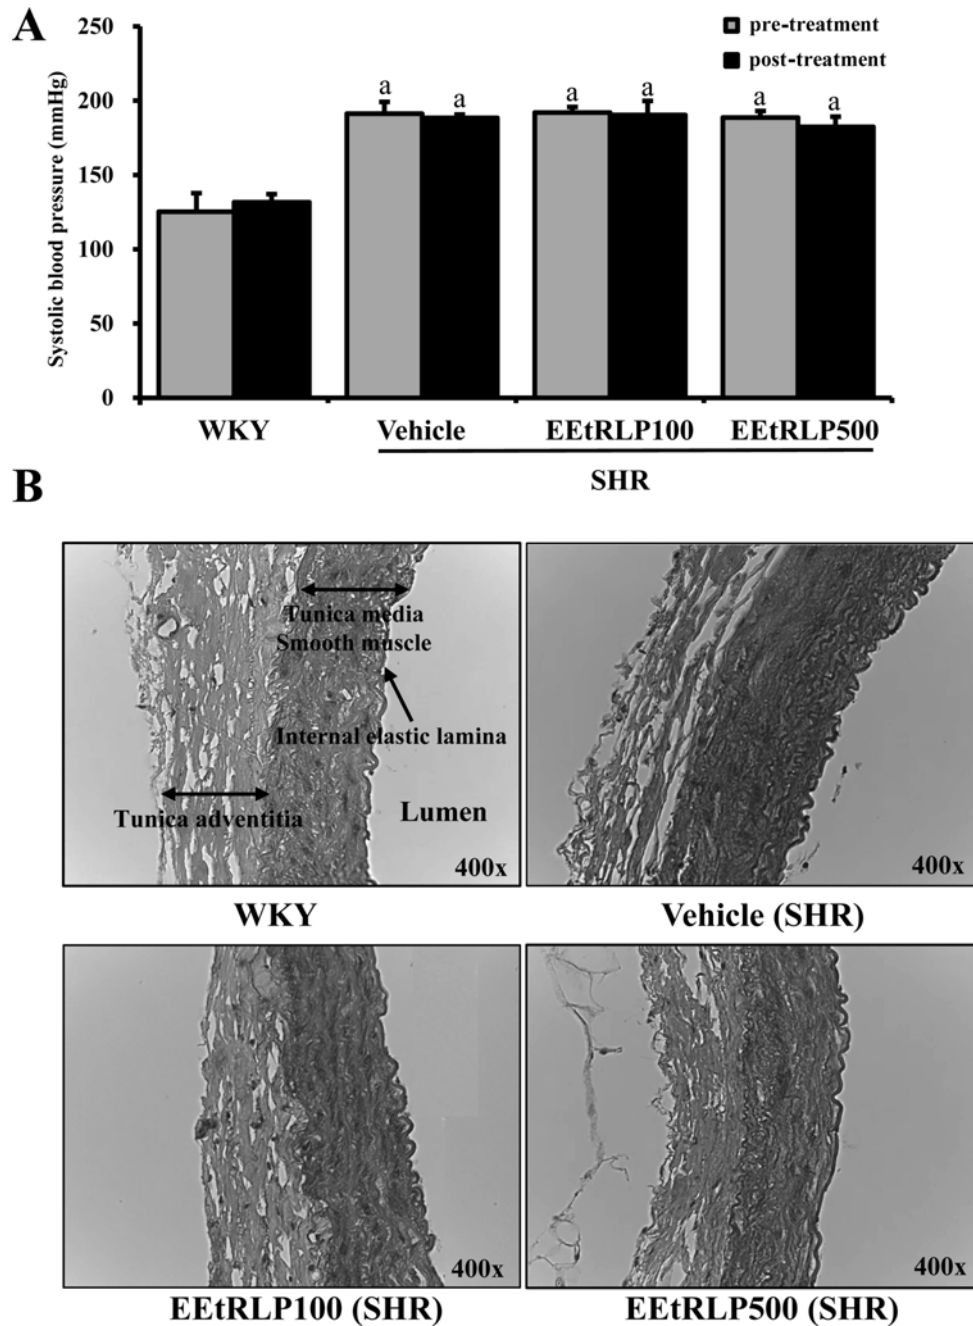 A
250
200
150
100
50
0
Systolic blood pressure (mmHg)
pre-treatment
post-treatment
a a a a a a
WKY Vehicle EEtRLP100 EEtRLP500
SHR
B
Tunica media
Smooth muscle
Internal elastic lamina
Tunica adventitia
Lumen
400x
400x
WKY Vehicle (SHR)
400x
400x
EEtRLP100 (SHR) EEtRLP500 (SHR)